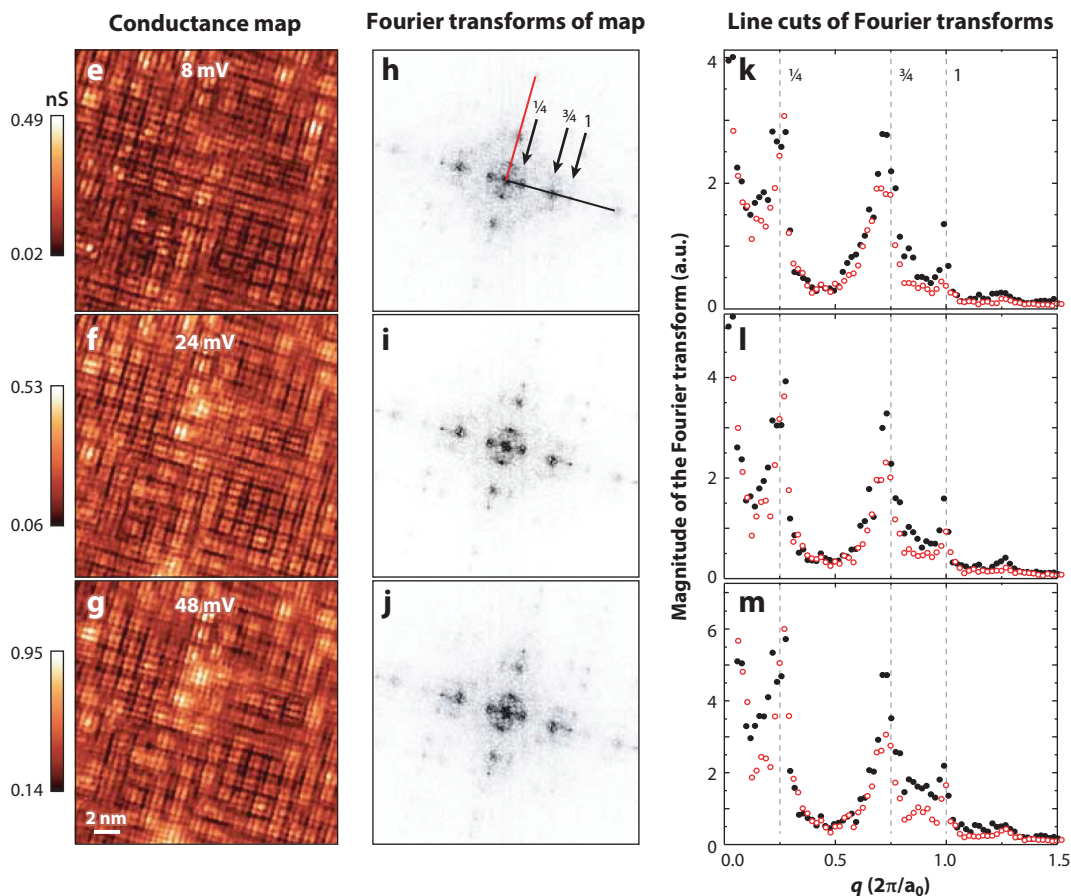 Conductance map
Fourier transforms of map
Line cuts of Fourier transforms
e
8 mV
nS
0.49
0.02
h
¼
¾
1
k
¼
¾
1
4
2
0
f
24 mV
0.53
0.06
i
l
4
2
0
g
48 mV
0.95
0.14
2 nm
j
m
6
5
4
2
1
0
Magnitude of the Fourier transform (a.u.)
0.0
0.5
1.0
1.5
q (2π/a₀)